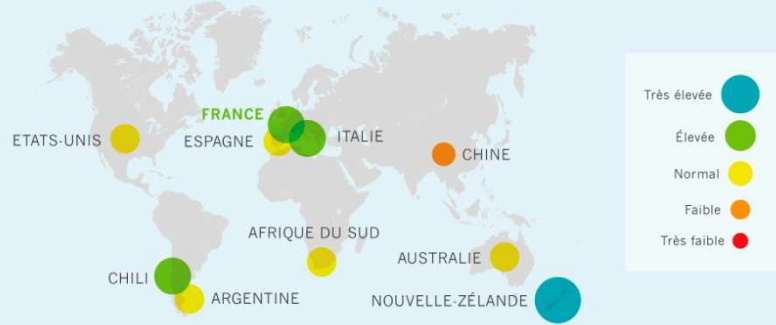 FRANCE
ETATS-UNIS
ESPAGNE
ITALIE
CHINE
AFRIQUE DU SUD
AUSTRALIE
CHILI
ARGENTINE
NOUVELLE-ZÉLANDE
Très élevée
Élevée
Normal
Faible
Très faible